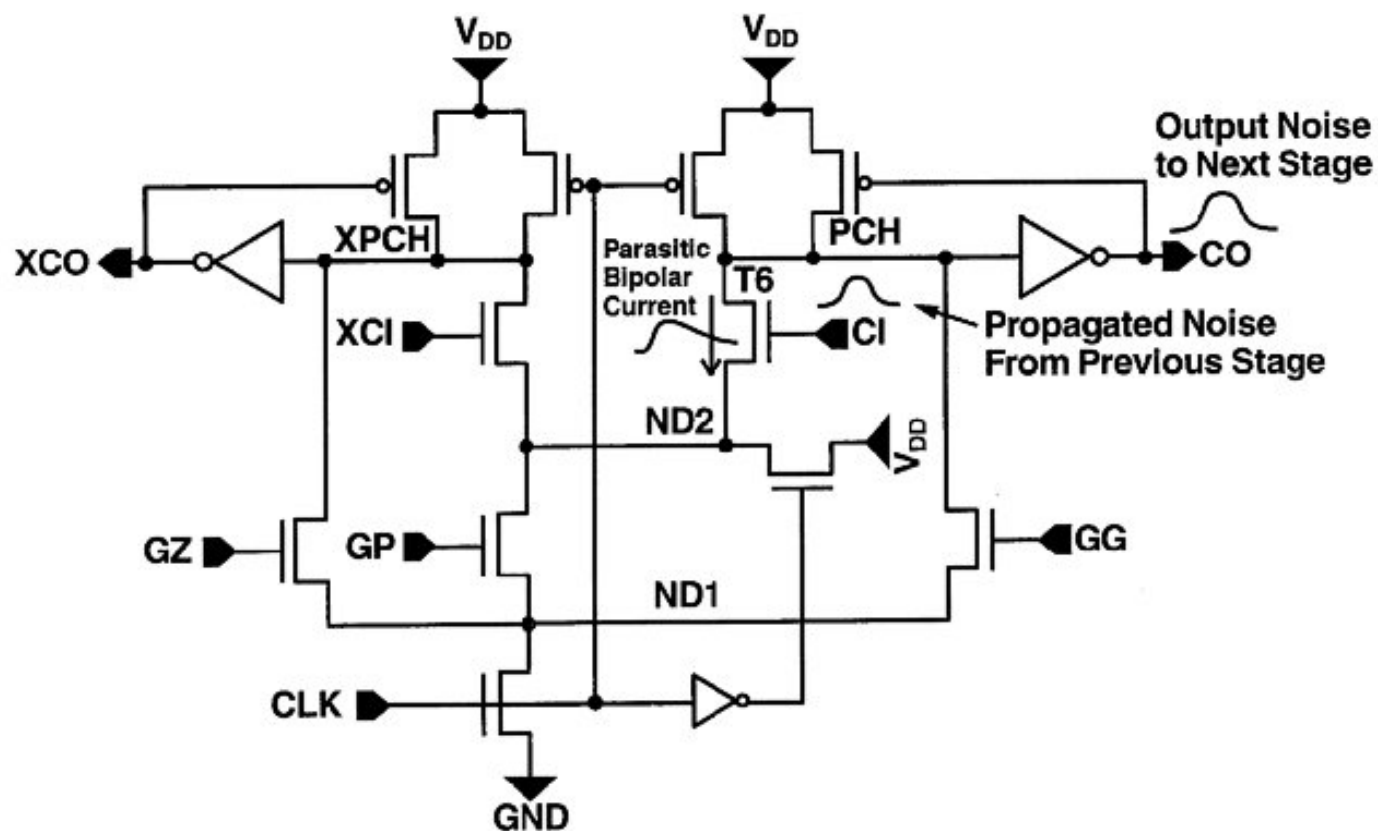 VDD
VDD
Output Noise
to Next Stage
XPCH
PCH
XCO
Parasitic
Bipolar
Current
T6
CO
XCI
CI
Propagated Noise
From Previous Stage
ND2
VDD
GZ
GP
GG
ND1
CLK
GND